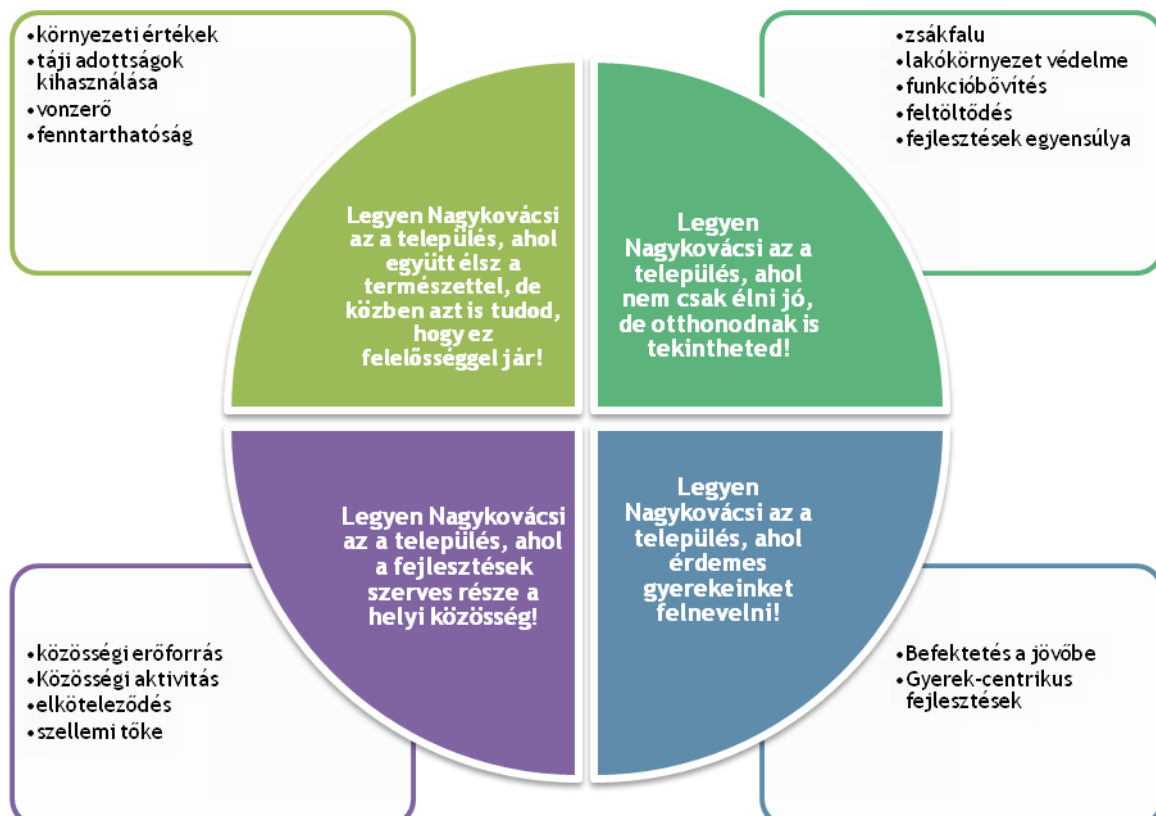 •környezeti értékek
•táji adottságok
kihasználása
•vonzerő
•fenntarthatóság
•zsákfalu
•lakókörnyezet védelme
•funkcióbővítés
•feltöltődés
•fejlesztések egyensúlya
Legyen Nagykovácsi
az a település, ahol
együtt élsz a
természettel, de
közben azt is tudod,
hogy ez
felelősséggel jár!
Legyen
Nagykovácsi az a
település, ahol
nem csak élni jó,
de otthonodnak is
tekintheted!
Legyen Nagykovácsi
az a település, ahol
a fejlesztések
szerves része a
helyi közösség!
Legyen
Nagykovácsi az a
település, ahol
érdemes
gyerekeinket
felnevelni!
•közösségi erőforrás
•Közösségi aktivitás
•elköteleződés
•szellemi tőke
•Befektetés a jövőbe
•Gyerek-centrikus
fejlesztések